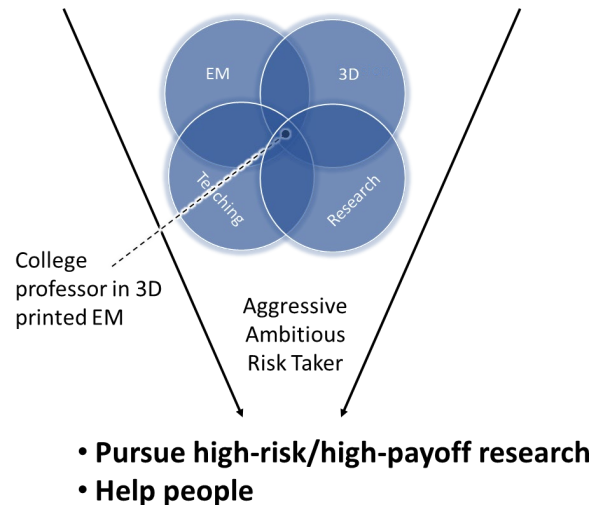 EM
3D
Teaching
Research
College
professor in 3D
printed EM
Aggressive
Ambitious
Risk Taker
• Pursue high-risk/high-payoff research
• Help people